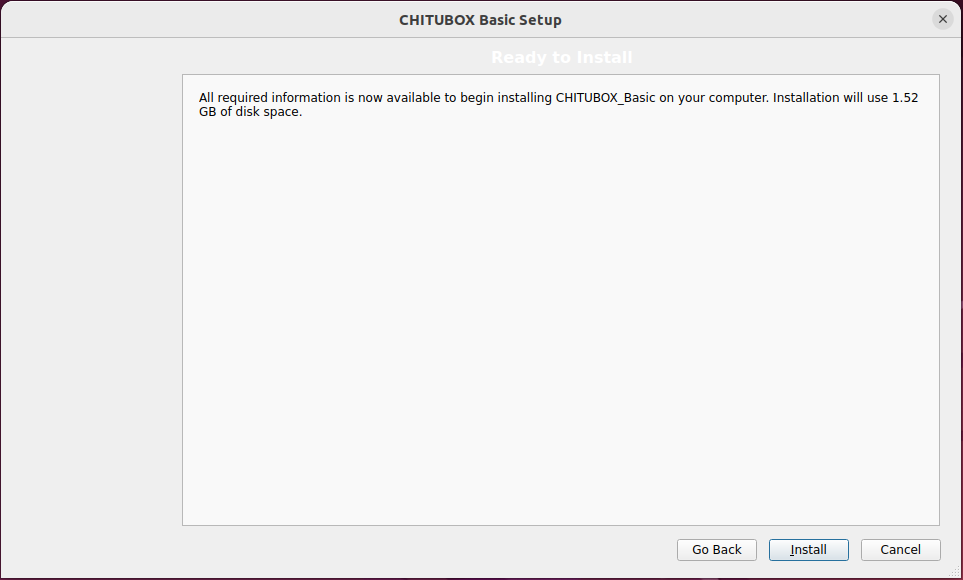 CHITUBOX Basic Setup
Ready to Install
All required information is now available to begin installing CHITUBOX_Basic on your computer. Installation will use 1.52
GB of disk space.
Go Back
Install
Cancel